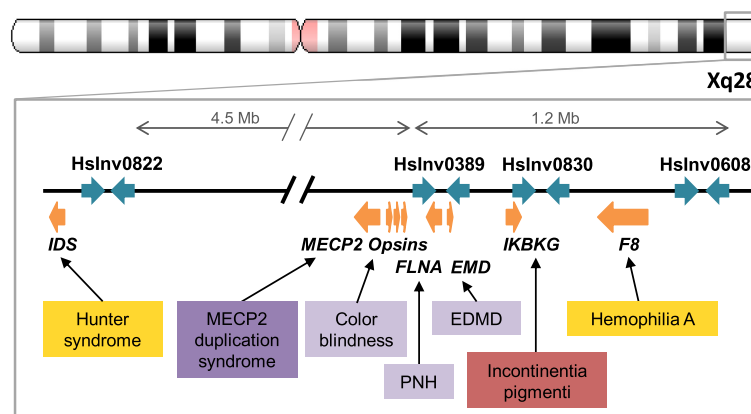 Xq28
4.5 Mb
1.2 Mb
HsInv0822
HsInv0389
HsInv0830
HsInv0608
IDS
MECP2 Opsins
IKBKG
F8
FLNA EMD
Hunter
syndrome
MECP2
duplication
syndrome
Color
blindness
EDMD
Hemophilia A
PNH
Incontinentia
pigmenti